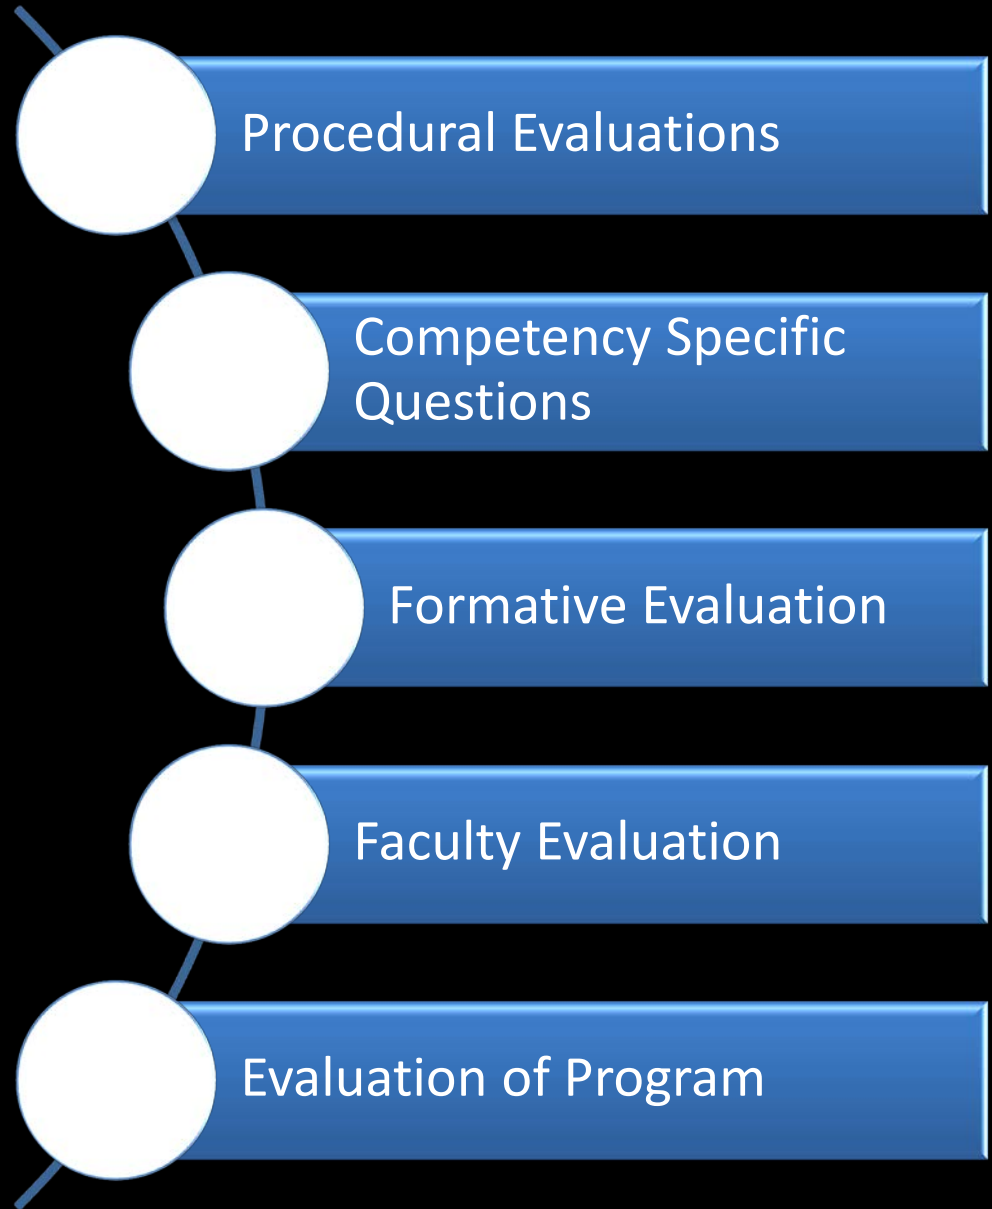 Procedural Evaluations
Competency Specific
Questions
Formative Evaluation
Faculty Evaluation
Evaluation of Program